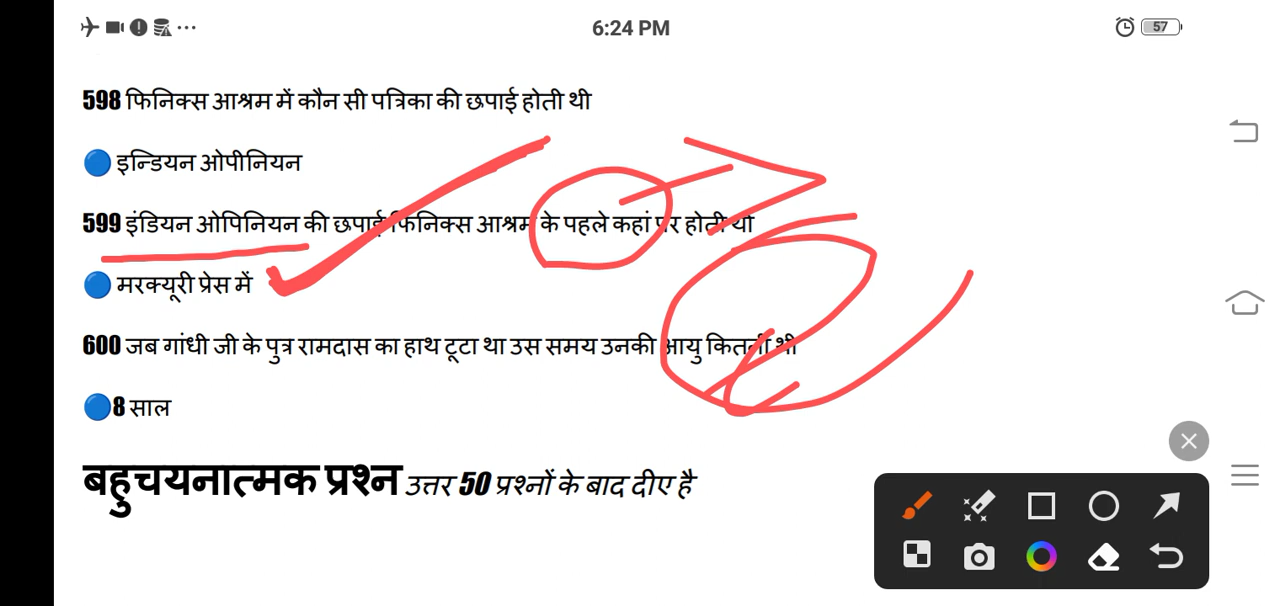 6:24 PM
57
598 फिनिक्स आश्रम में कौन सी पत्रिका की छपाई होती थी
इन्डियन ओपीनियन
599 इंडियन ओपिनियन की छपाई फिनिक्स आश्रम के पहले कहां पर होती थी
मरक्यूरी प्रेस में
600 जब गांधी जी के पुत्र रामदास का हाथ टूटा था उस समय उनकी आयु कितनी थी
8 साल
बहुचयनात्मक प्रश्न उत्तर 50 प्रश्नों के बाद दीए है